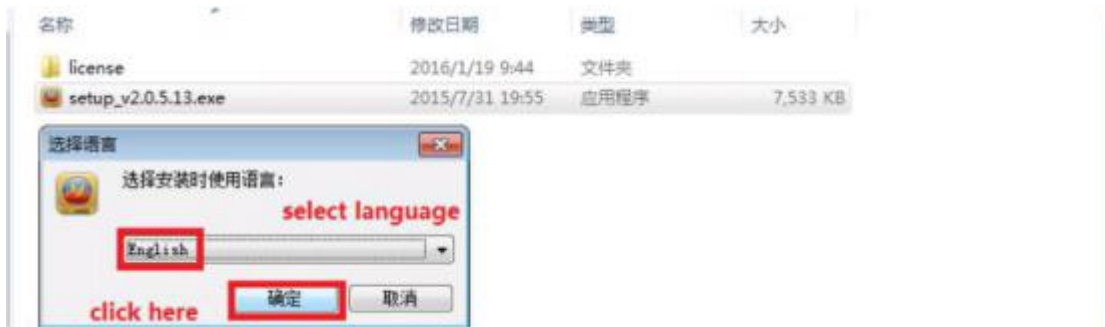 名称 修改日期 类型 大小
license 2016/1/19 9:44 文件夹
setup_v2.0.5.13.exe 2015/7/31 19:55 应用程序 7,533 KB
选择语言
选择安装时使用语言:
select language
English
click here 确定 取消